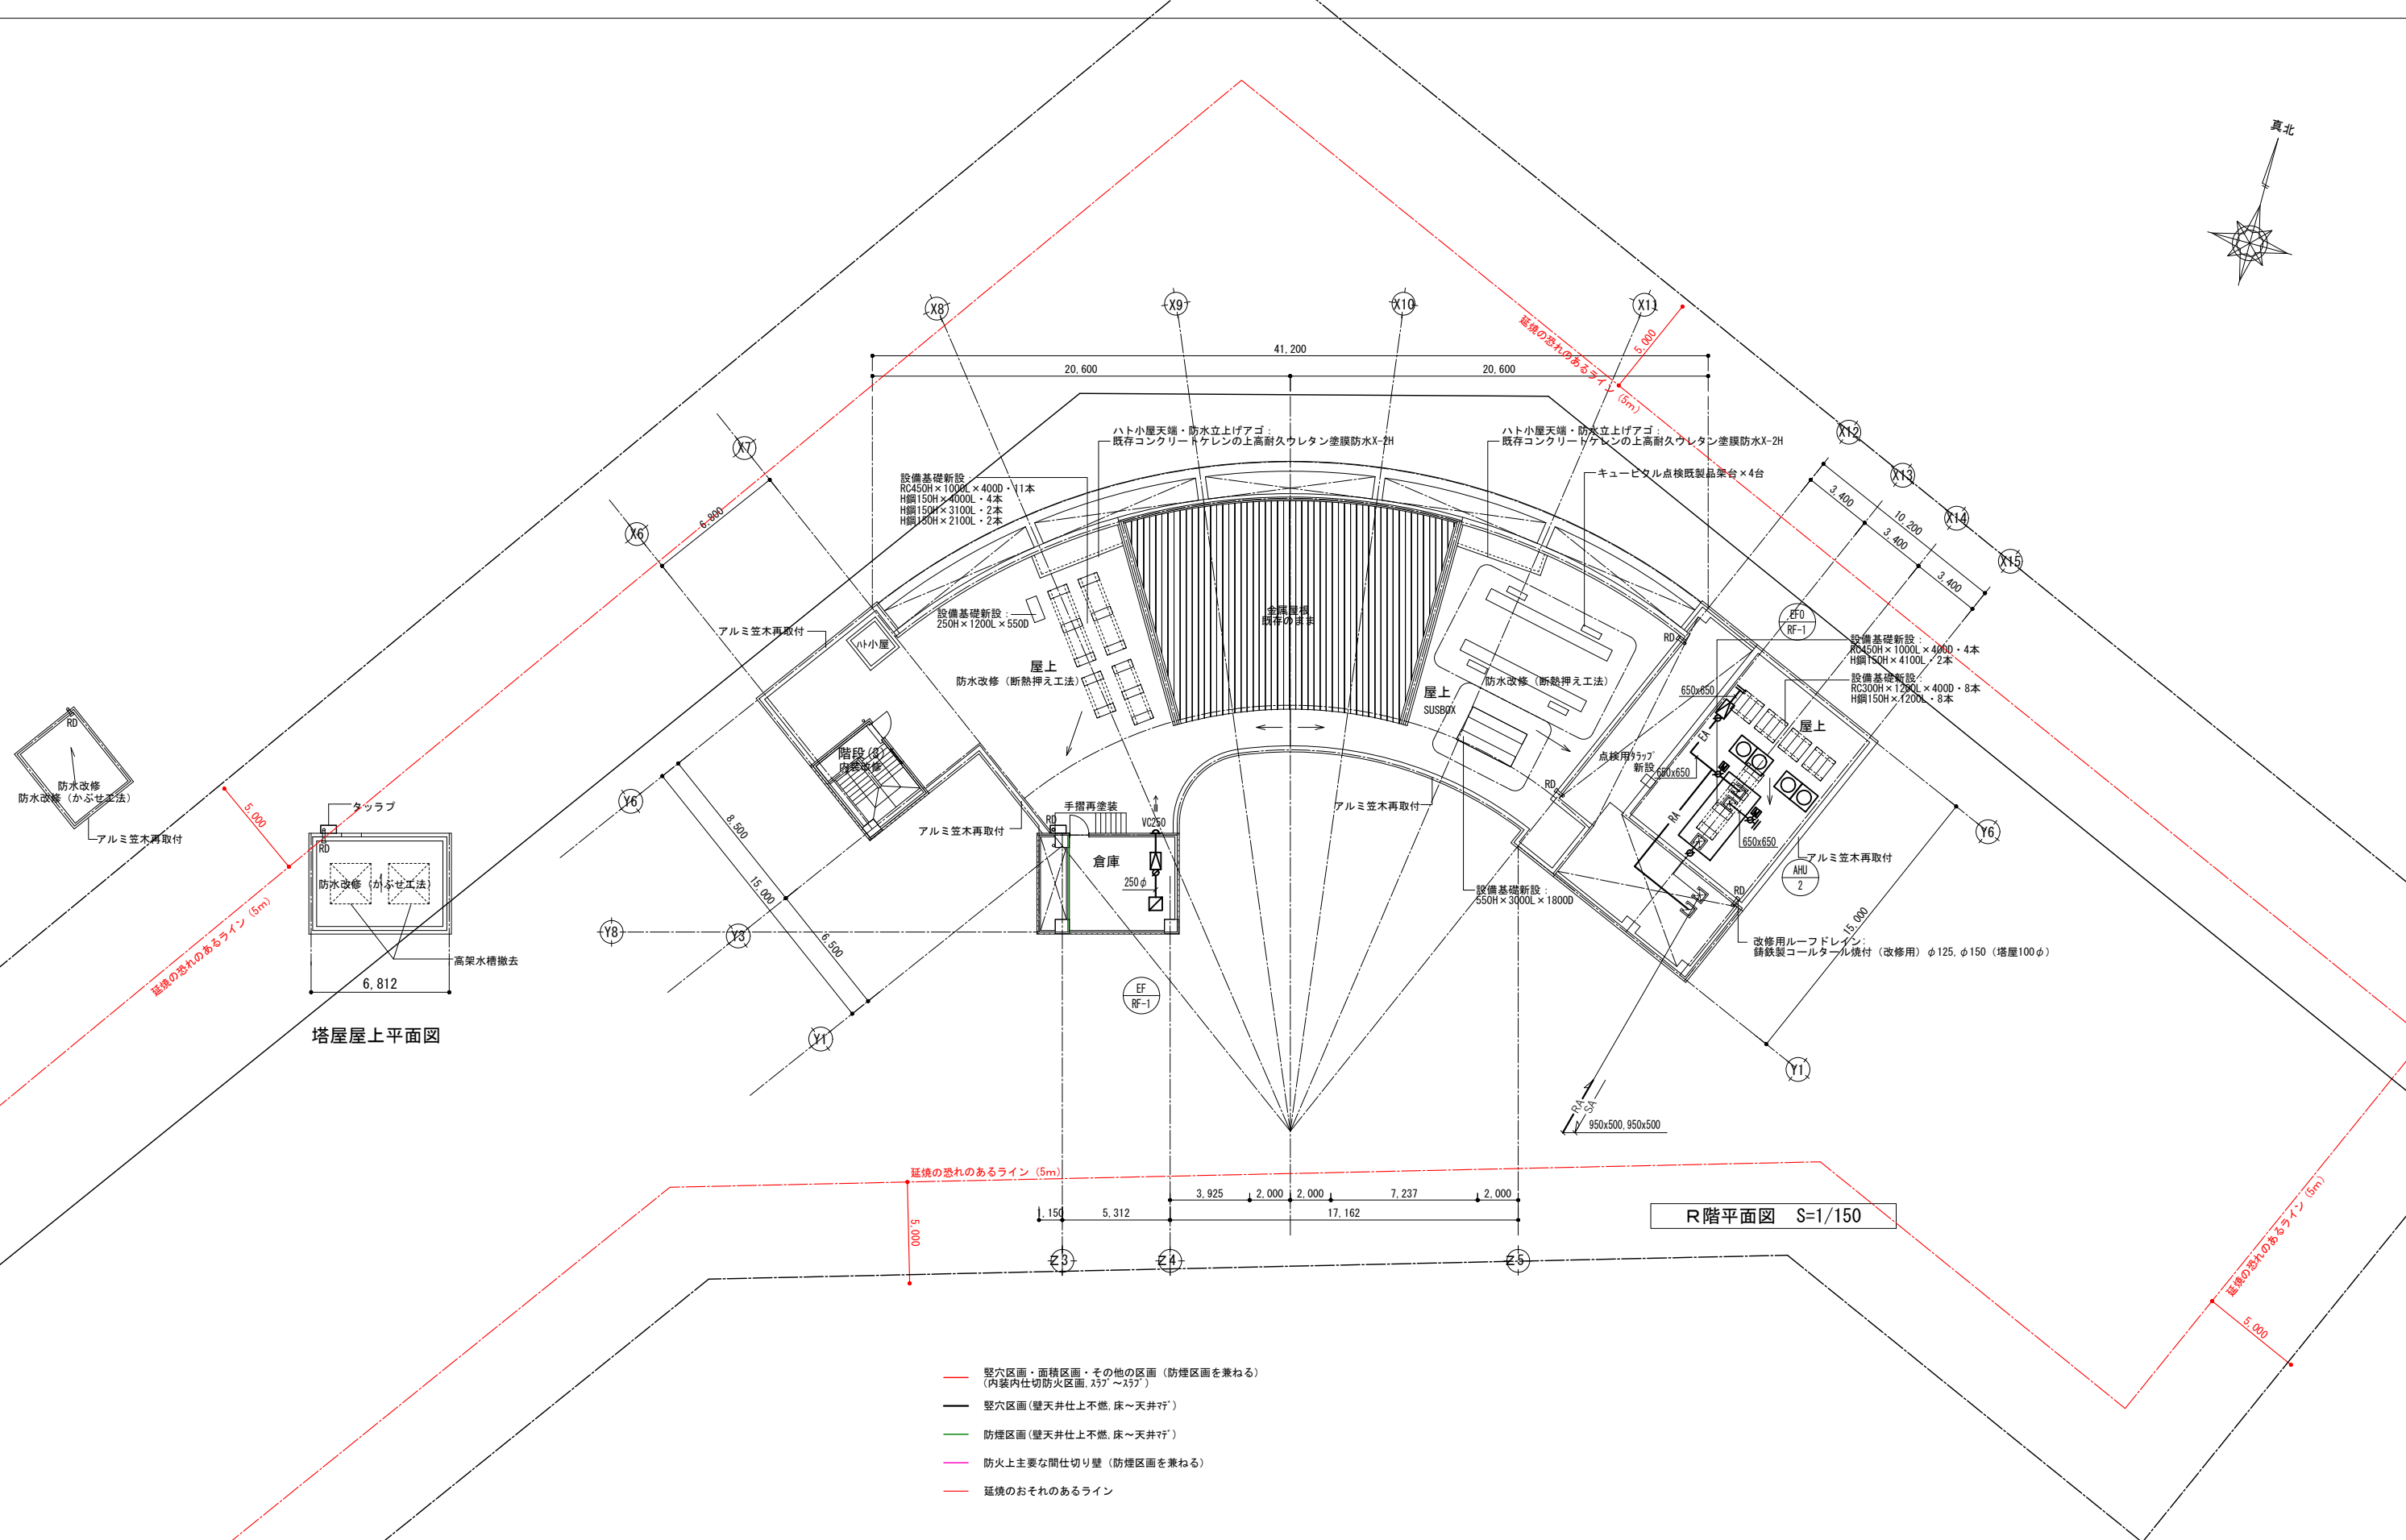 真北
X8
X9
X10
X11
延焼の恐れのあるライン (5m)
5,000
41,200
20,600
20,600
X7
X6
6,800
X12
X13
X14
X15
3,400
10,200
3,400
3,400
ハト小屋天端・防水立上げアゴ:
既存コンクリートケレンの上高耐久ウレタン塗膜防水X-2H
ハト小屋天端・防水立上げアゴ:
既存コンクリートケレンの上高耐久ウレタン塗膜防水X-2H
キュービクル点検既製品架台×4台
設備基礎新設:
RC450H×1000L×400D・11本
H鋼150H×4000L・4本
H鋼150H×3100L・2本
H鋼150H×2100L・2本
設備基礎新設:
250H×1200L×550D
アルミ笠木再取付
ハト小屋
屋上
防水改修(断熱押え工法)
金属屋根
既存のまま
屋上
SUSBOX
防水改修(断熱押え工法)
RD
EFO
RF-1
設備基礎新設:
RC450H×1000L×400D・4本
H鋼150H×4100L・2本
設備基礎新設:
RC300H×1200L×400D・8本
H鋼150H×1200L・8本
650x650
屋上
EA
点検用タラップ
新設
650x650
RD
RA
650x650
アルミ笠木再取付
AHU
2
RD
Y6
15,000
Y1
改修用ルーフドレイン:
鋳鉄製コールタール焼付(改修用)φ125,φ150(塔屋100φ)
階段(3)
内装改修
アルミ笠木再取付
手摺再塗装
RD
VC250
倉庫
250φ
アルミ笠木再取付
設備基礎新設:
550H×3000L×1800D
Y6
8,500
15,000
6,500
Y8
Y3
Y1
EF
RF-1
RD
防水改修
防水改修(かぶせ工法)
アルミ笠木再取付
タッラプ
RD
防水改修(かぶせ工法)
高架水槽撤去
6,812
塔屋屋上平面図
5,000
延焼の恐れのあるライン (5m)
RA
SA
950x500,950x500
延焼の恐れのあるライン (5m)
5,000
3,925
2,000
2,000
7,237
2,000
1,150
5,312
17,162
Z3
Z4
Z5
R階平面図 S=1/150
延焼の恐れのあるライン (5m)
5,000
竪穴区画・面積区画・その他の区画(防煙区画を兼ねる)
(内装内仕切防火区画,スラブ～スラブ)
竪穴区画(壁天井仕上不燃,床～天井マデ)
防煙区画(壁天井仕上不燃,床～天井マデ)
防火上主要な間仕切り壁(防煙区画を兼ねる)
延焼のおそれのあるライン